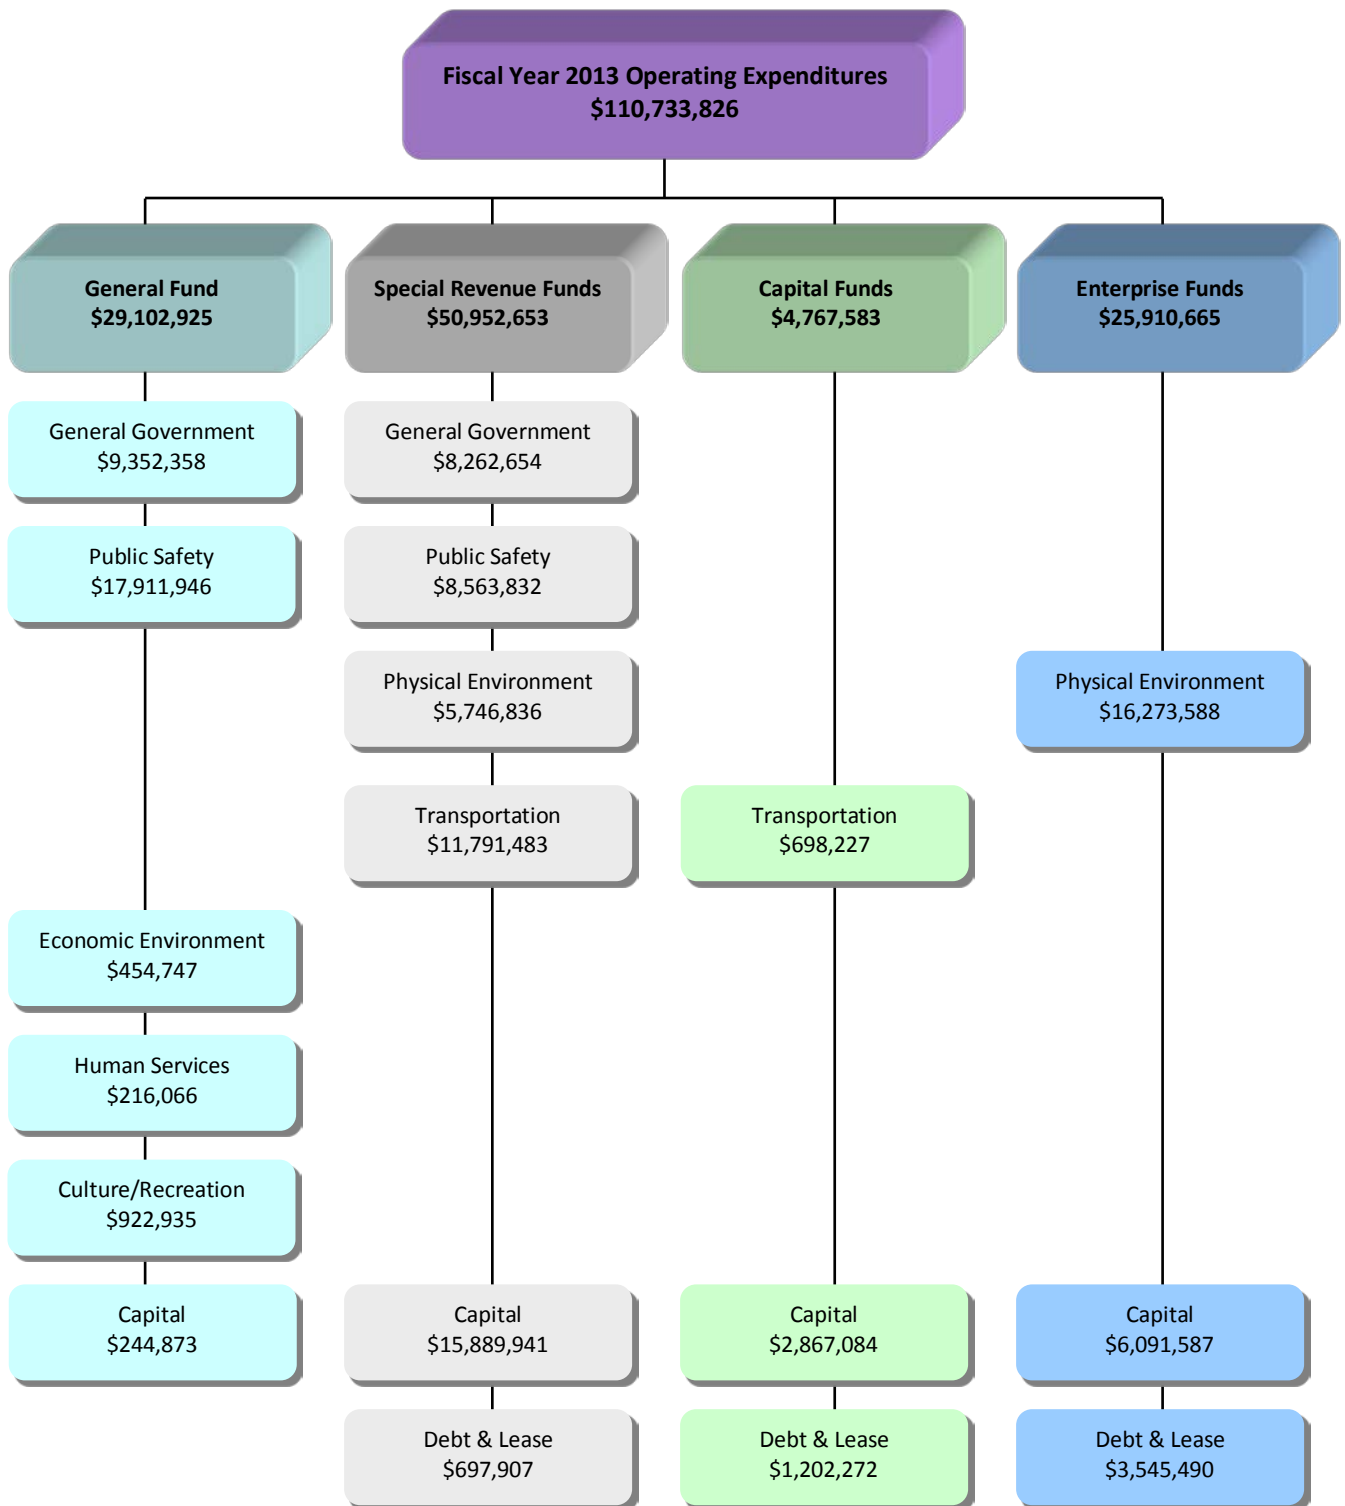 Fiscal Year 2013 Operating Expenditures
$110,733,826
General Fund
$29,102,925
Special Revenue Funds
$50,952,653
Capital Funds
$4,767,583
Enterprise Funds
$25,910,665
General Government
$9,352,358
General Government
$8,262,654
Public Safety
$17,911,946
Public Safety
$8,563,832
Physical Environment
$5,746,836
Physical Environment
$16,273,588
Transportation
$11,791,483
Transportation
$698,227
Economic Environment
$454,747
Human Services
$216,066
Culture/Recreation
$922,935
Capital
$244,873
Capital
$15,889,941
Capital
$2,867,084
Capital
$6,091,587
Debt & Lease
$697,907
Debt & Lease
$1,202,272
Debt & Lease
$3,545,490